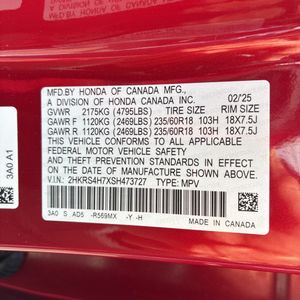 MFD.BY HONDA OF CANADA MFG.,
A DIVISION OF HONDA CANADA INC. 02/25
GVWR 2175KG (4795LBS) TIRE SIZE RIM SIZE
GAWR F 1120KG (2469LBS) 235/60R18 103H 18X7.5J
GAWR R 1120KG (2469LBS) 235/60R18 103H 18X7.5J
THIS VEHICLE CONFORMS TO ALL APPLICABLE
FEDERAL MOTOR VEHICLE SAFETY AND
THEFT PREVENTION STANDARDS IN EFFECT ON
THE DATE OF MANUFACTURE SHOWN ABOVE.
VIN: 2HKRS4H7XSH473727 TYPE: MPV
3A0 S AD5 -R569MX -Y -H
MADE IN CANADA
3A0 A1